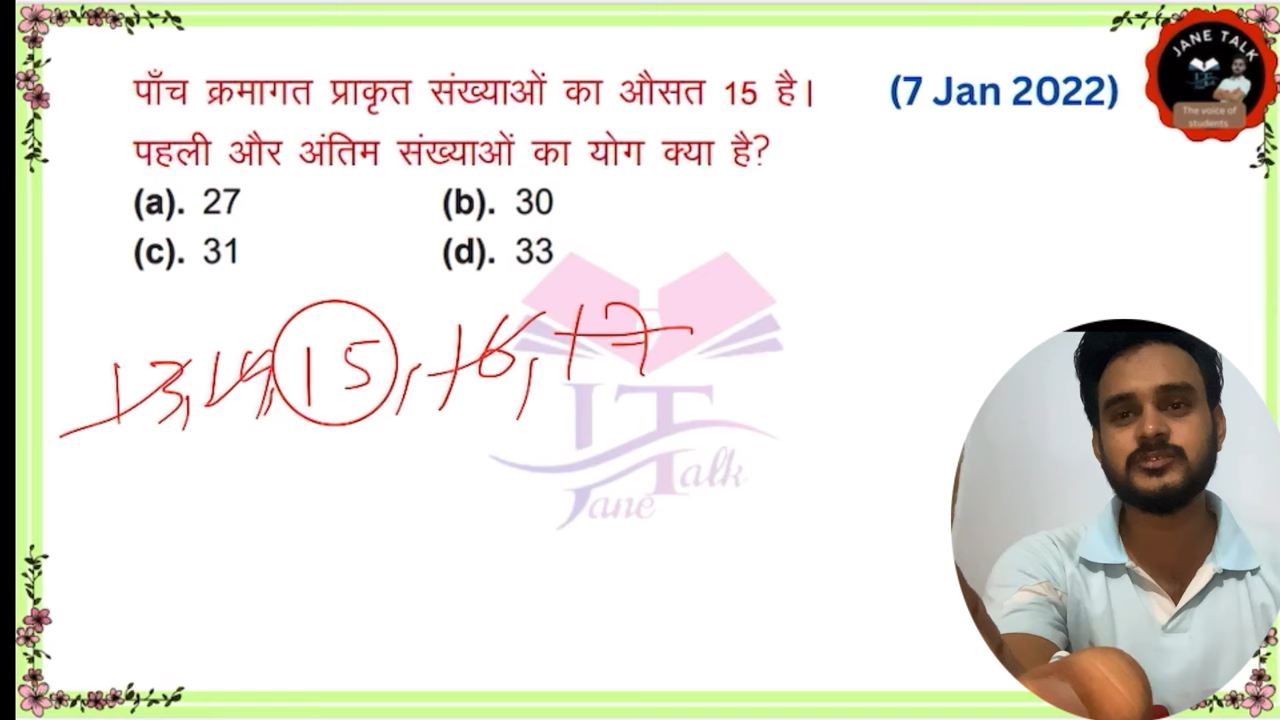 पाँच क्रमागत प्राकृत संख्याओं का औसत 15 है। (7 Jan 2022)
पहली और अंतिम संख्याओं का योग क्या है?
(a). 27 (b). 30
(c). 31 (d). 33
13, 14, 15, 16, 17
JT
Jane Talk
JANE TALK
The voice of
students